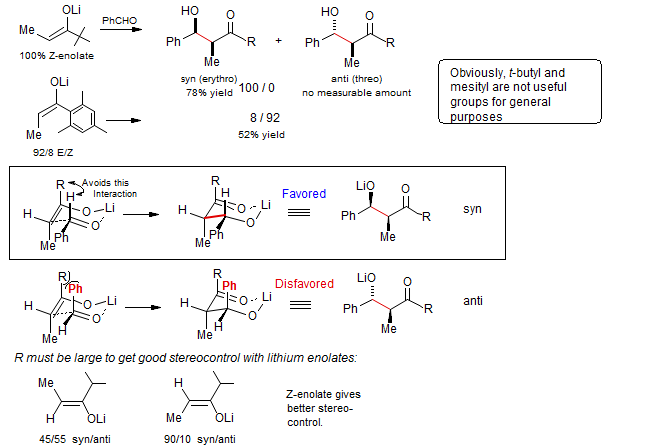 OLi
Me
PhCHO
100% Z-enolate
HO
O
Ph
R
Me
syn (erythro)
78% yield
100 / 0
+
HO
O
Ph
R
Me
anti (threo)
no measurable amount
Obviously, t-butyl and
mesityl are not useful
groups for general
purposes
OLi
Me
92/8 E/Z
8 / 92
52% yield
R
Avoids this
Interaction
H
H
O
Li
O
Ph
Me
R
H
H
O
Li
O
Ph
Me
Favored
LiO
O
Ph
R
Me
syn
R
Ph
H
O
Li
O
H
Me
R
Ph
H
O
Li
O
H
Me
Disfavored
LiO
O
Ph
R
Me
anti
R must be large to get good stereocontrol with lithium enolates:
Me
H
OLi
45/55 syn/anti
H
Me
OLi
90/10 syn/anti
Z-enolate gives
better stereo-
control.